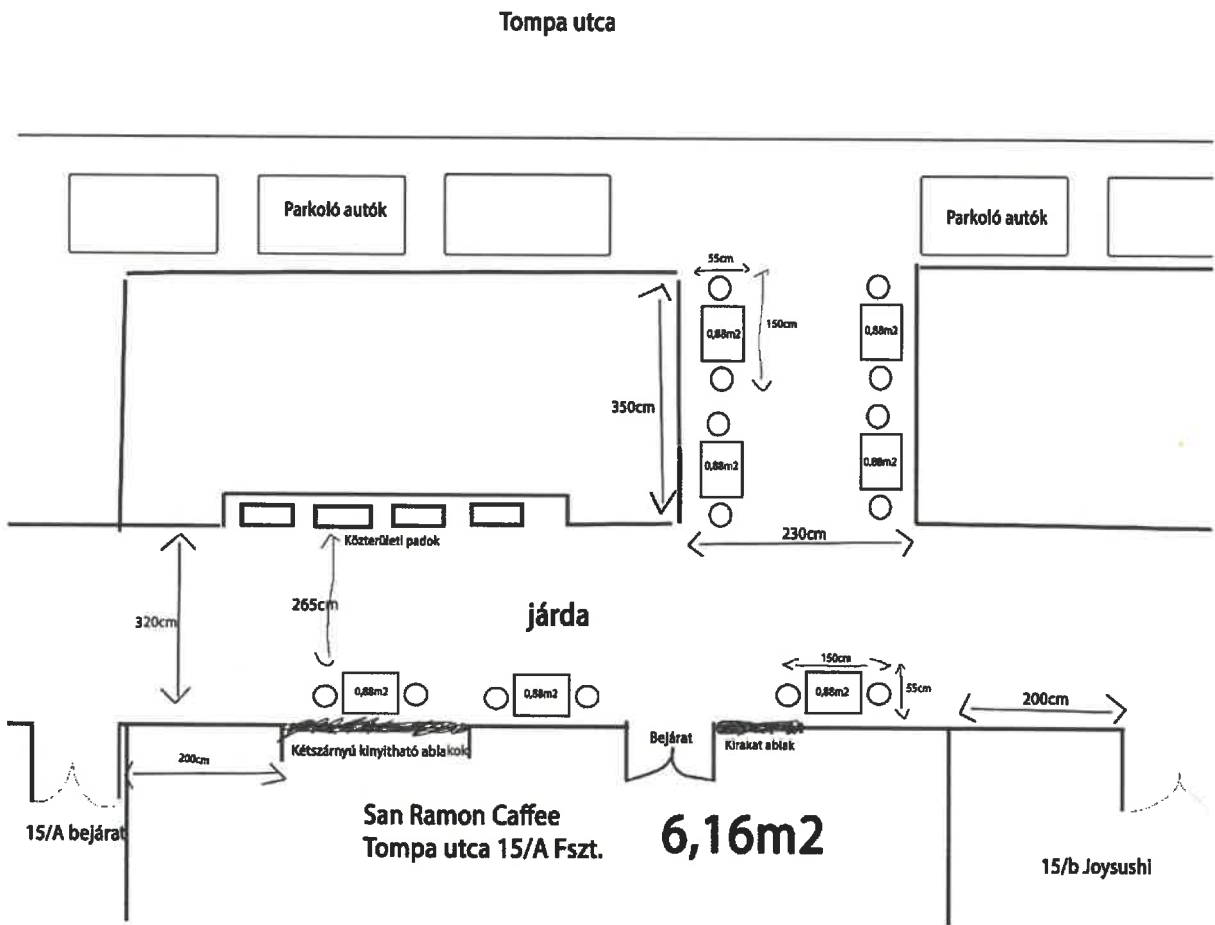 Tompa utca
Parkoló autók
Parkoló autók
55cm
150cm
0,88m2
0,88m2
350cm
0,88m2
0,88m2
Közterületi padok
230cm
320cm
265cm
járda
150cm
0,88m2
0,88m2
0,88m2
55cm
200cm
Kétszárnyú kinyitható ablakok
Bejárat
Kirakat ablak
200cm
15/A bejárat
San Ramon Caffee
Tompa utca 15/A Fszt.
6,16m2
15/b Joysushi